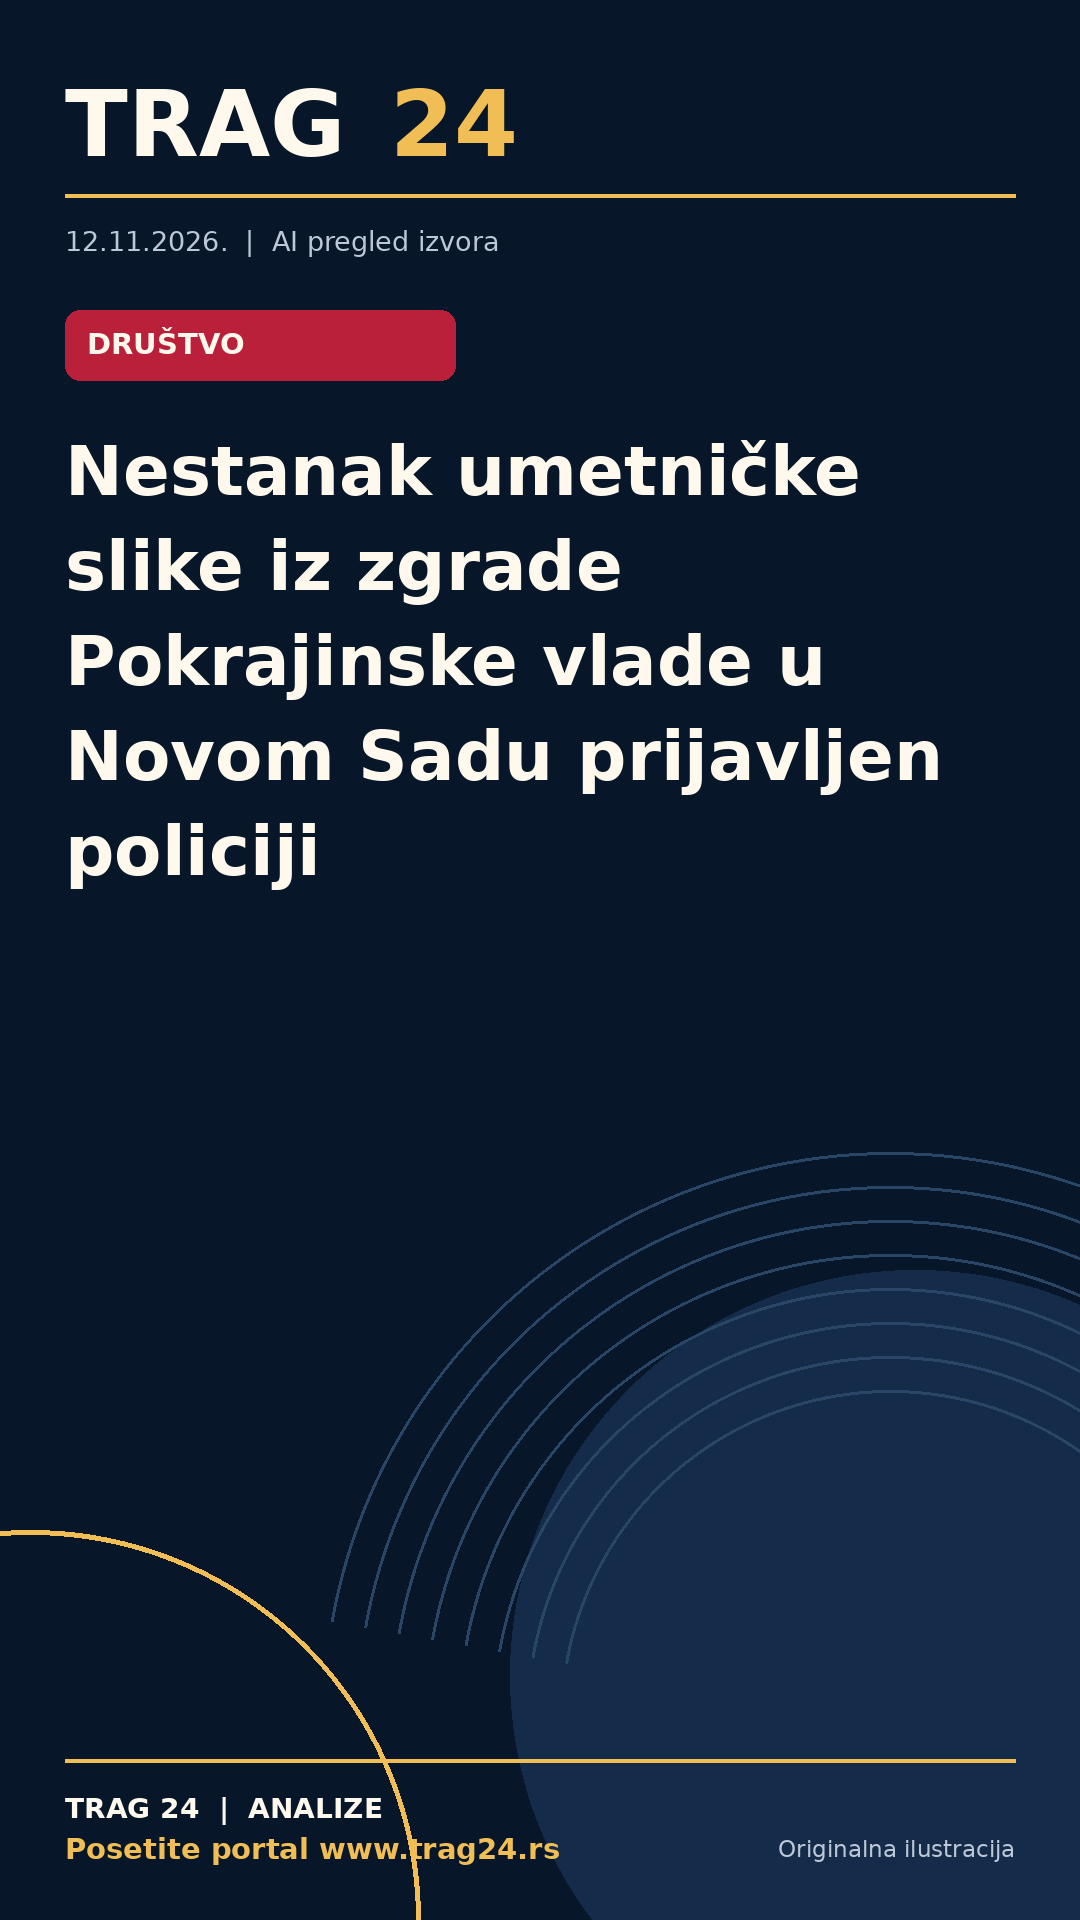 TRAG 24
12.11.2026. | AI pregled izvora
DRUŠTVO
Nestanak umetničke
slike iz zgrade
Pokrajinske vlade u
Novom Sadu prijavljen
policiji
TRAG 24 | ANALIZE
Posetite portal www.trag24.rs
Originalna ilustracija